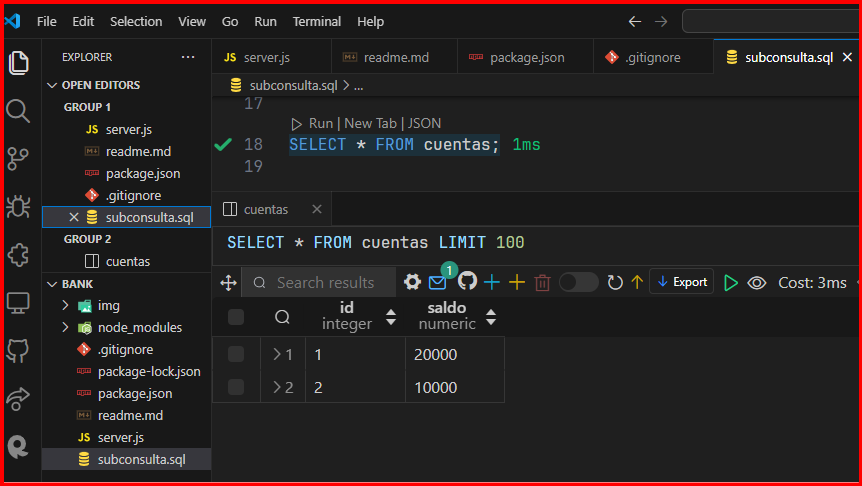 File Edit Selection View Go Run Terminal Help
EXPLORER
OPEN EDITORS
GROUP 1
JS server.js
readme.md
package.json
.gitignore
subconsulta.sql
GROUP 2
cuentas
BANK
img
node_modules
.gitignore
package-lock.json
package.json
readme.md
JS server.js
subconsulta.sql
JS server.js readme.md package.json .gitignore subconsulta.sql
subconsulta.sql > ...
17
Run | New Tab | JSON
18 SELECT * FROM cuentas; 1ms
19
cuentas
SELECT * FROM cuentas LIMIT 100
Search results 1 Export Cost: 3ms
id saldo
integer numeric
1 1 20000
2 2 10000